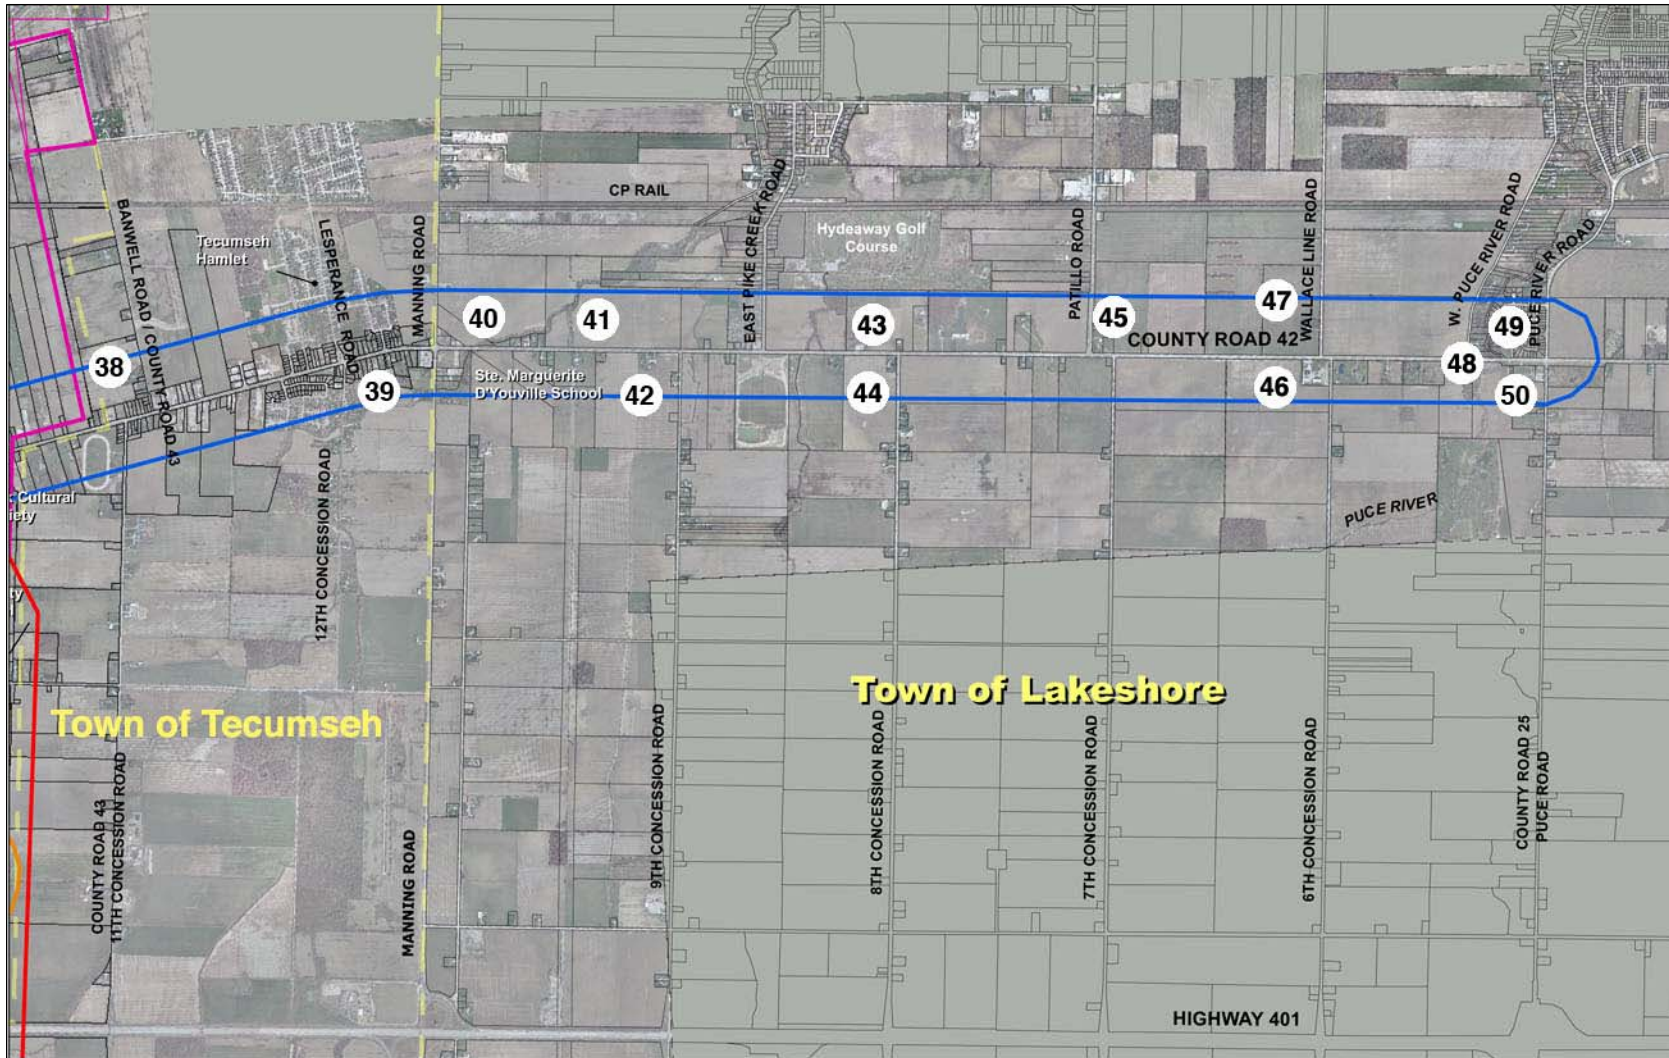 CP RAIL
BANWELL ROAD / COUNTY ROAD 43
Tecumseh
Hamlet
LESPERANCE ROAD
MANNING ROAD
EAST PIKE CREEK ROAD
Hydeaway Golf
Course
PATILLO ROAD
WALLACE LINE ROAD
W. PUCE RIVER ROAD
PUCE RIVER ROAD
40
41
43
45
47
49
COUNTY ROAD 42
38
39
Ste. Marguerite
D'Youville School
42
44
46
48
50
Cultural
12TH CONCESSION ROAD
PUCE RIVER
Town of Tecumseh
Town of Lakeshore
COUNTY ROAD 43
11TH CONCESSION ROAD
MANNING ROAD
9TH CONCESSION ROAD
8TH CONCESSION ROAD
7TH CONCESSION ROAD
6TH CONCESSION ROAD
COUNTY ROAD 25
PUCE ROAD
HIGHWAY 401